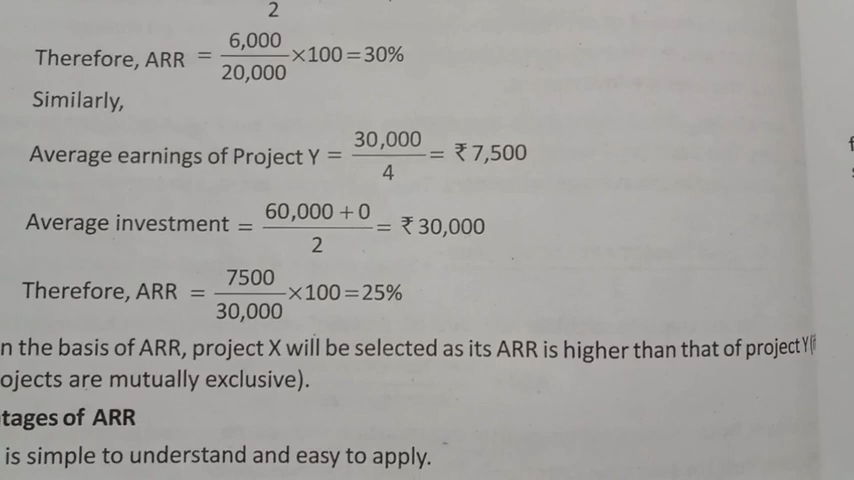 2
Therefore, ARR = 6,000/20,000 ×100=30%
Similarly,
Average earnings of Project Y = 30,000/4 = ₹7,500
Average investment = 60,000+0/2 = ₹30,000
Therefore, ARR = 7500/30,000 ×100=25%
n the basis of ARR, project X will be selected as its ARR is higher than that of project Y
ojects are mutually exclusive).
tages of ARR
is simple to understand and easy to apply.